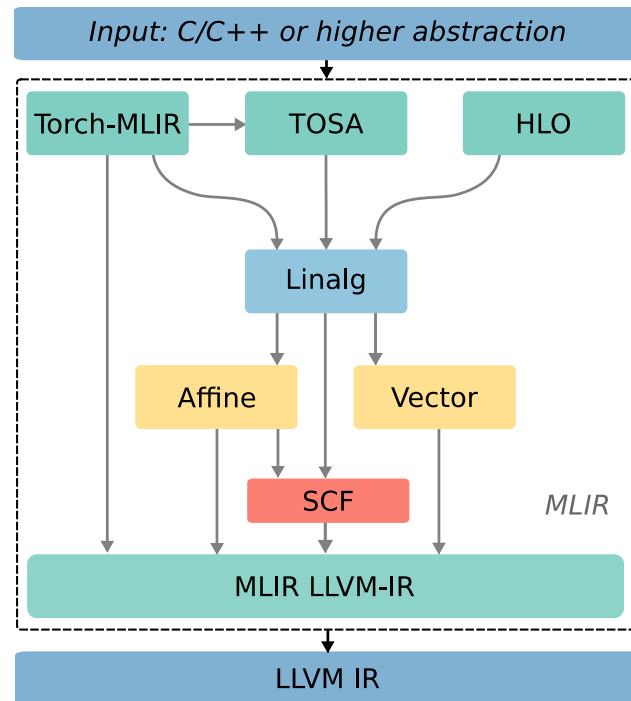 Input: C/C++ or higher abstraction
Torch-MLIR
TOSA
HLO
Linalg
Affine
Vector
SCF
MLIR
MLIR LLVM-IR
LLVM IR